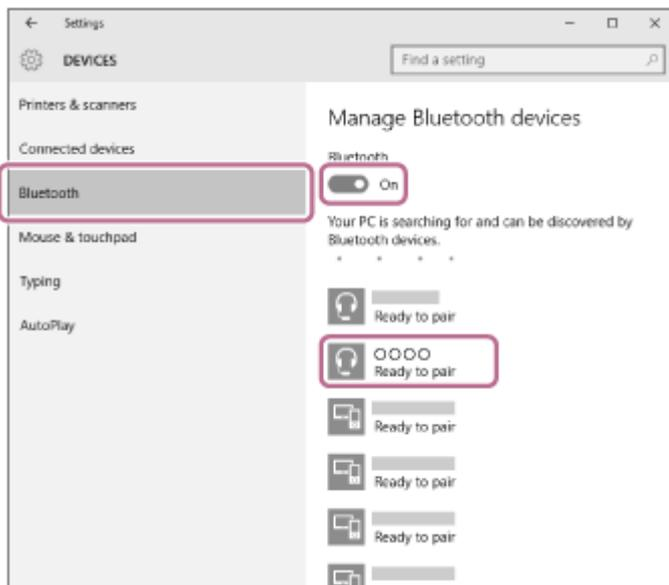 Settings
DEVICES
Find a setting
Printers & scanners
Connected devices
Bluetooth
Mouse & touchpad
Typing
AutoPlay
Manage Bluetooth devices
Bluetooth
On
Your PC is searching for and can be discovered by
Bluetooth devices.
Ready to pair
OOOO
Ready to pair
Ready to pair
Ready to pair
Ready to pair